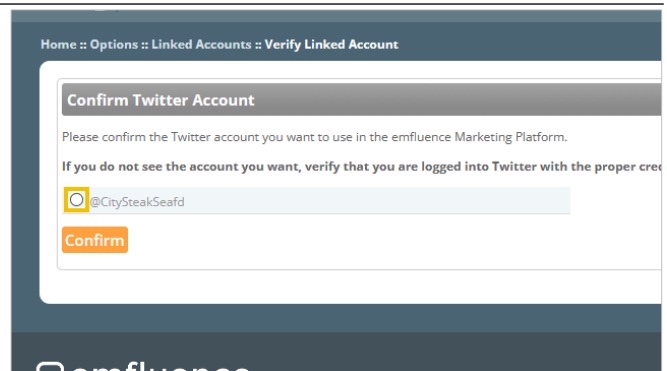 Home :: Options :: Linked Accounts :: Verify Linked Account
Confirm Twitter Account
Please confirm the Twitter account you want to use in the emfluence Marketing Platform.
If you do not see the account you want, verify that you are logged into Twitter with the proper
@CitySteakSeafd
Confirm
emfluence